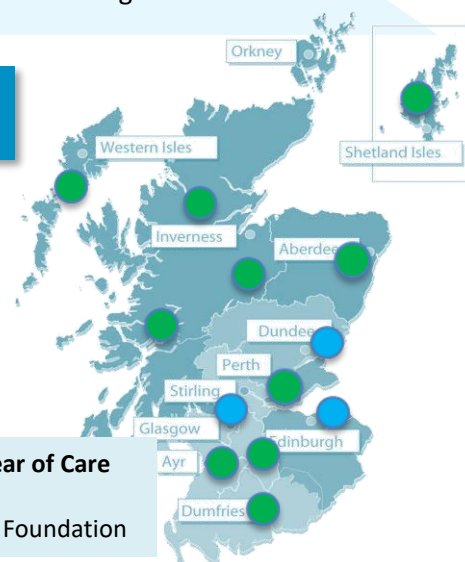 Orkney
Western Isles
Shetland Isles
Inverness
Aberdee
Dundee
Perth
Stirling
Glasgow
Edinburgh
ear of Care
Ayr
Dumfries
Foundation